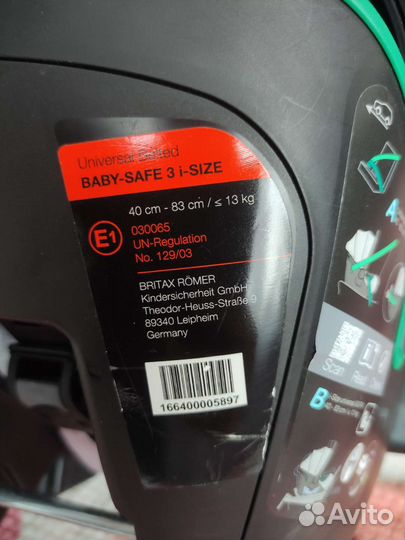 Universal Belted
BABY-SAFE 3 i-SIZE
40 cm - 83 cm / ≤ 13 kg
E1
030065
UN-Regulation
No. 129/03
BRITAX RÖMER
Kindersicherheit GmbH
Theodor-Heuss-Straße 9
89340 Leipheim
Germany
166400005897
A
Scan
Read
B
Avito